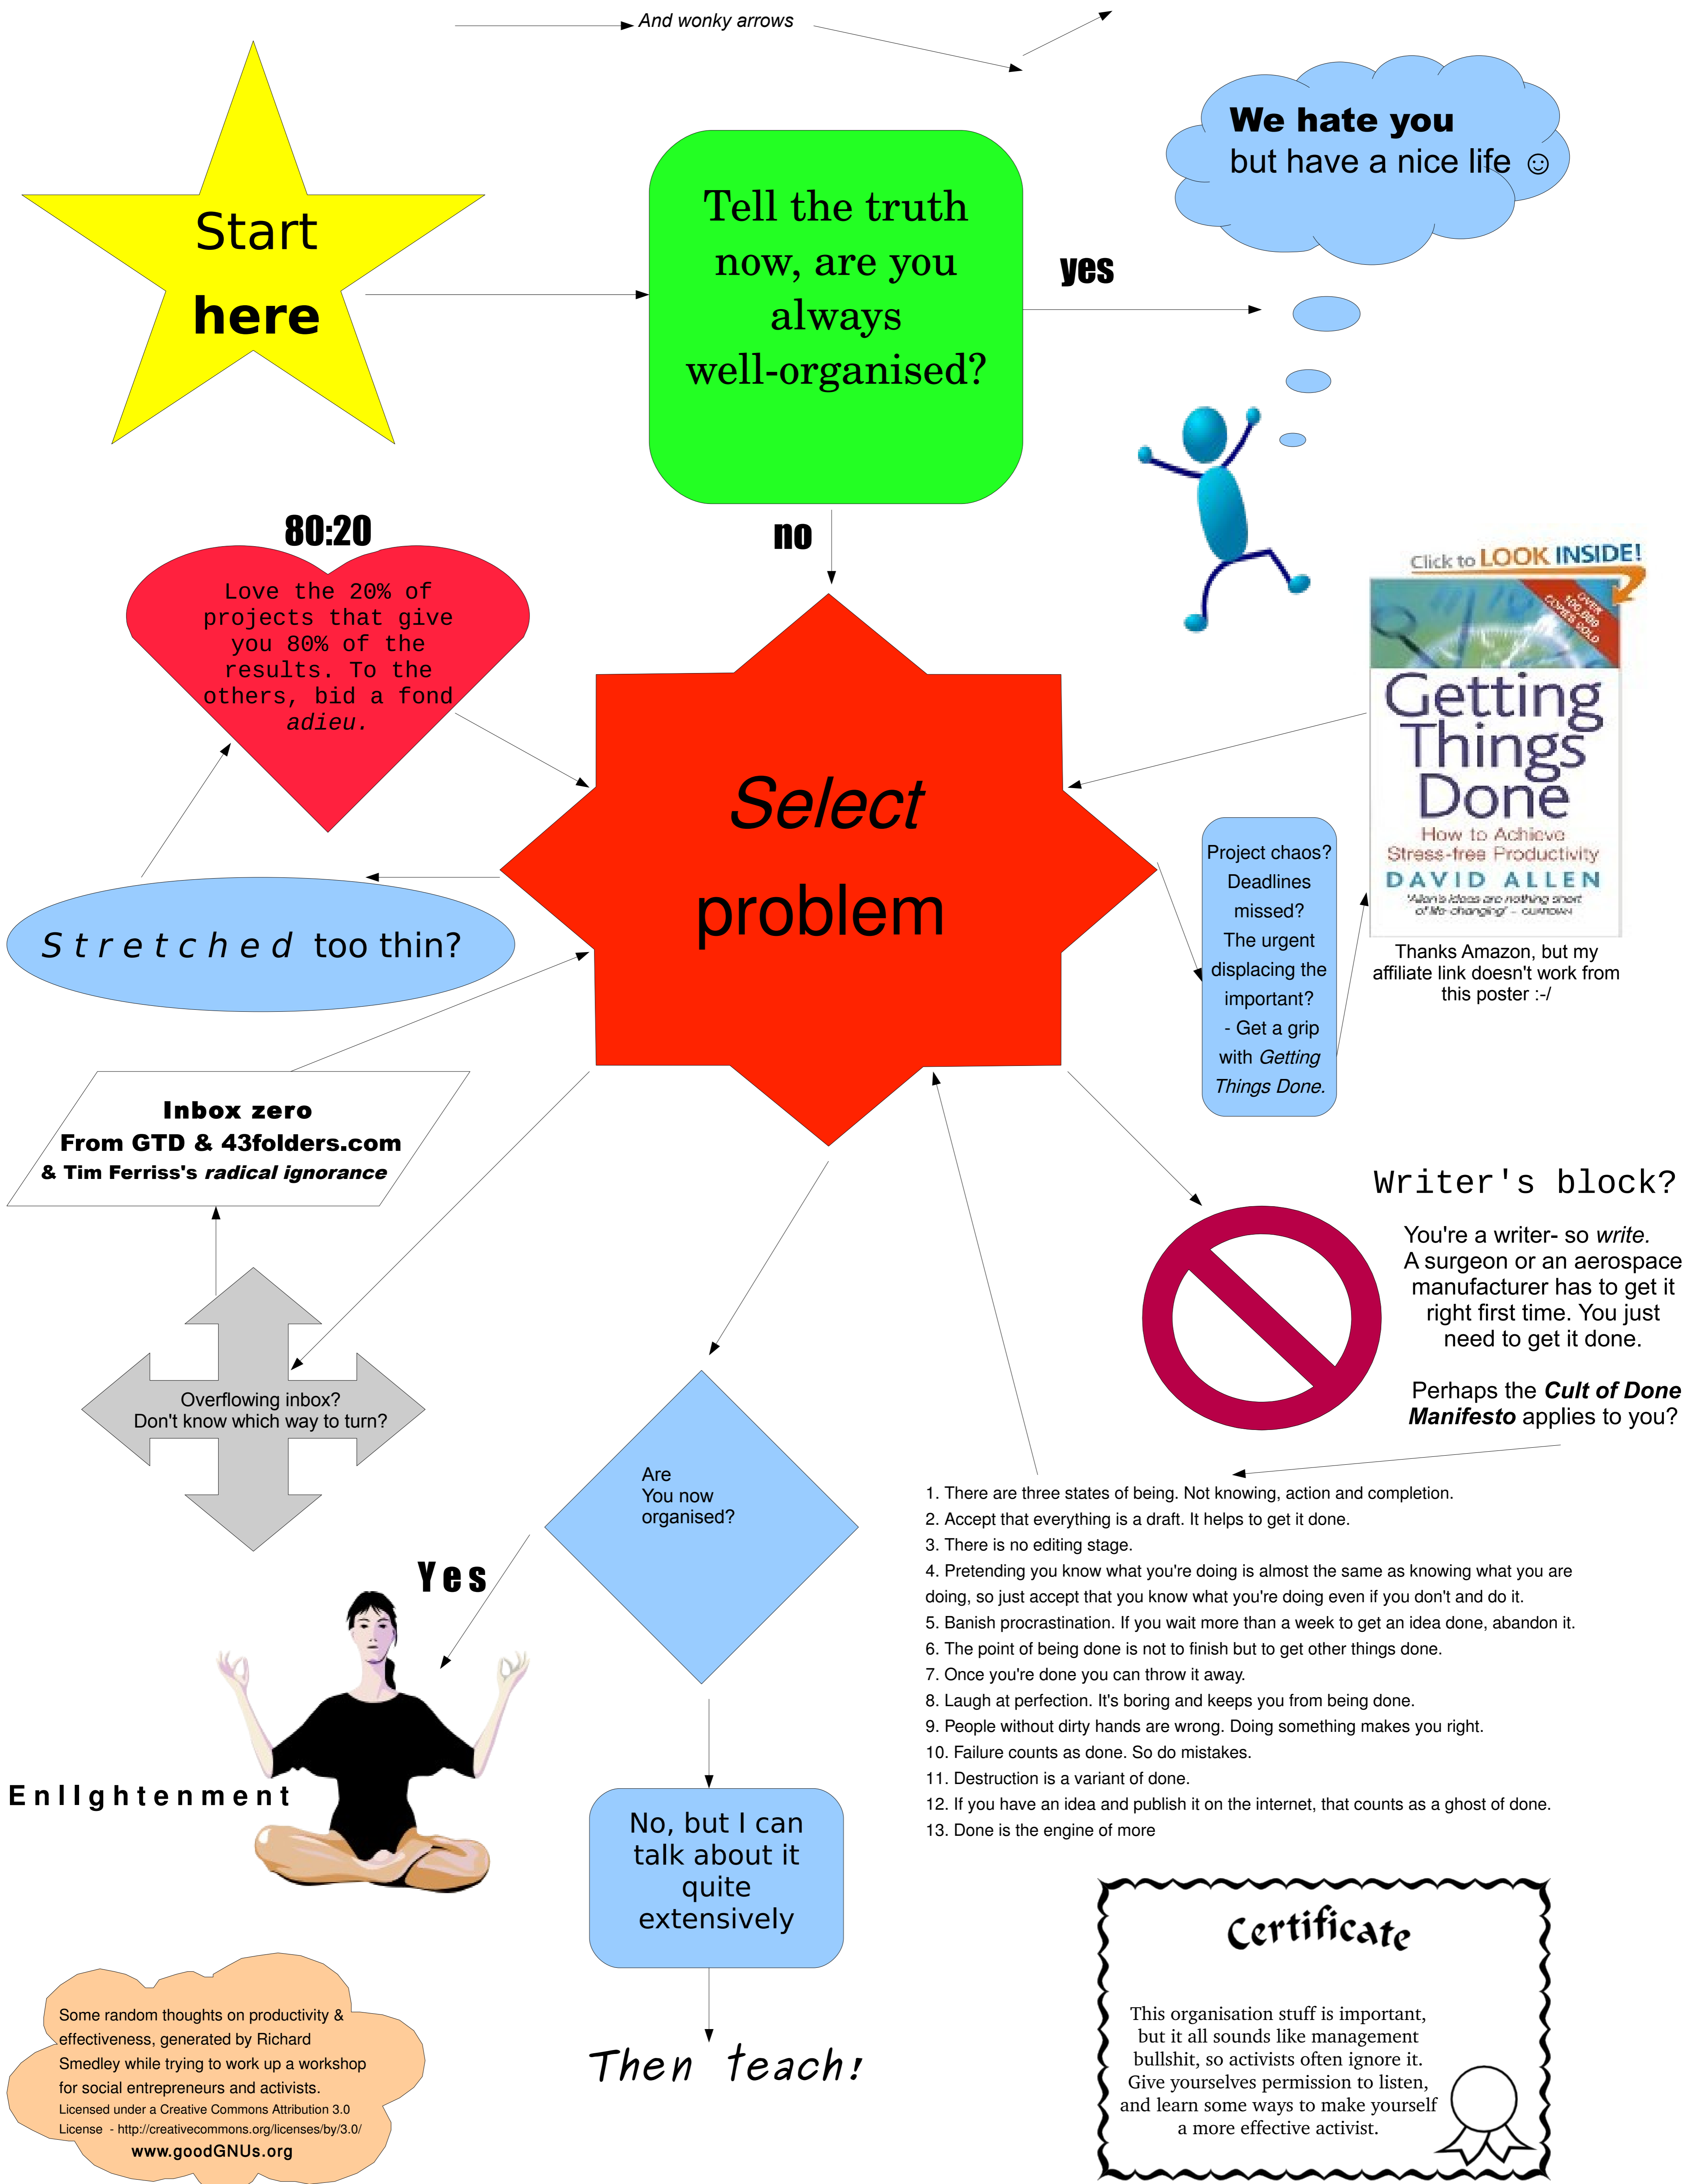 And wonky arrows
We hate you
but have a nice life ☺
Start
here
Tell the truth
now, are you
always
well-organised?
yes
no
80:20
Love the 20% of
projects that give
you 80% of the
results. To the
others, bid a fond
adieu.
Click to LOOK INSIDE!
OVER
100,000
COPIES SOLD
Getting
Things
Done
How to Achieve
Stress-free Productivity
DAVID ALLEN
'Allen's ideas are nothing short
of life-changing' – GUARDIAN
Thanks Amazon, but my
affiliate link doesn't work from
this poster :-/
Select
problem
Project chaos?
Deadlines
missed?
The urgent
displacing the
important?
- Get a grip
with Getting
Things Done.
Stretched too thin?
Inbox zero
From GTD & 43folders.com
& Tim Ferriss's radical ignorance
Overflowing inbox?
Don't know which way to turn?
Writer's block?
You're a writer- so write.
A surgeon or an aerospace
manufacturer has to get it
right first time. You just
need to get it done.
Perhaps the Cult of Done
Manifesto applies to you?
Are
You now
organised?
Yes
EnlIghtenment
No, but I can
talk about it
quite
extensively
Then teach!
1. There are three states of being. Not knowing, action and completion.
2. Accept that everything is a draft. It helps to get it done.
3. There is no editing stage.
4. Pretending you know what you're doing is almost the same as knowing what you are
doing, so just accept that you know what you're doing even if you don't and do it.
5. Banish procrastination. If you wait more than a week to get an idea done, abandon it.
6. The point of being done is not to finish but to get other things done.
7. Once you're done you can throw it away.
8. Laugh at perfection. It's boring and keeps you from being done.
9. People without dirty hands are wrong. Doing something makes you right.
10. Failure counts as done. So do mistakes.
11. Destruction is a variant of done.
12. If you have an idea and publish it on the internet, that counts as a ghost of done.
13. Done is the engine of more
Some random thoughts on productivity &
effectiveness, generated by Richard
Smedley while trying to work up a workshop
for social entrepreneurs and activists.
Licensed under a Creative Commons Attribution 3.0
License - http://creativecommons.org/licenses/by/3.0/
www.goodGNUs.org
Certificate
This organisation stuff is important,
but it all sounds like management
bullshit, so activists often ignore it.
Give yourselves permission to listen,
and learn some ways to make yourself
a more effective activist.